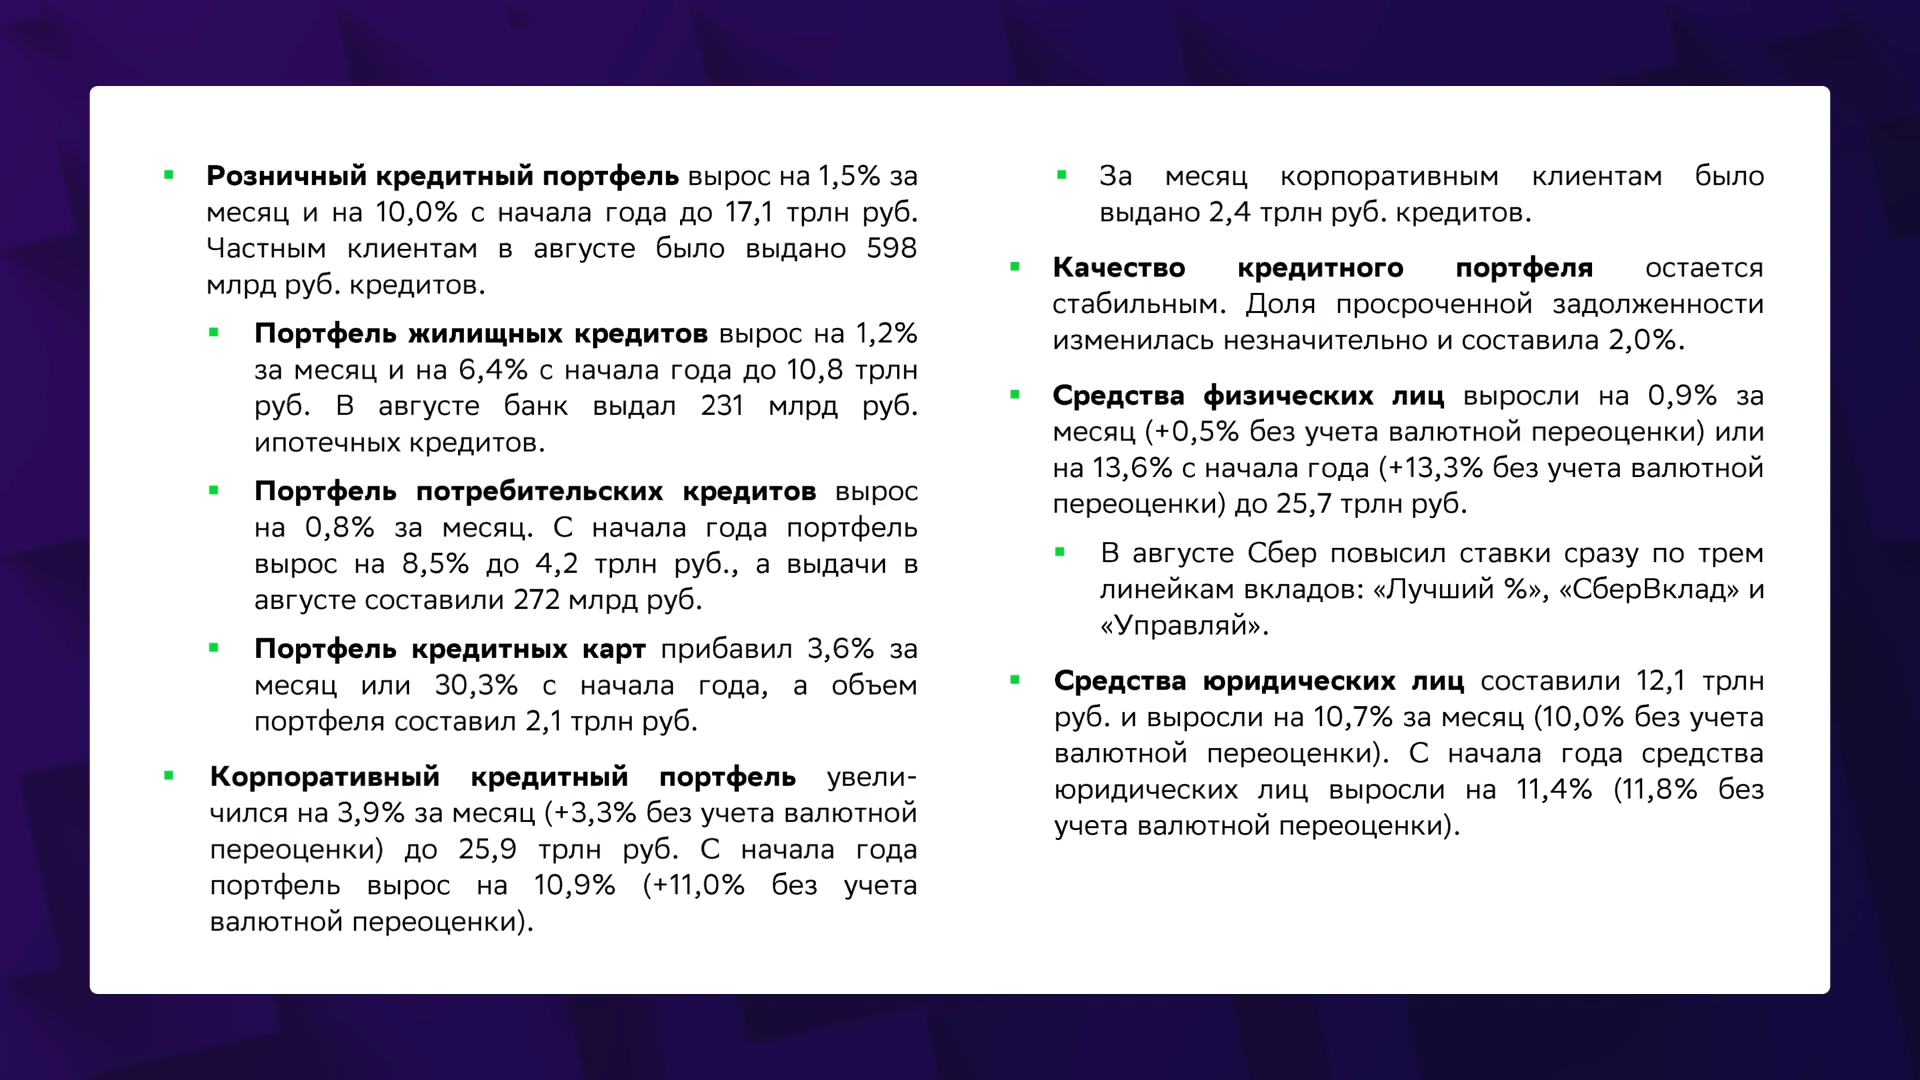 Розничный кредитный портфель вырос на 1,5% за
месяц и на 10,0% с начала года до 17,1 трлн руб.
Частным клиентам в августе было выдано 598
млрд руб. кредитов.
Портфель жилищных кредитов вырос на 1,2%
за месяц и на 6,4% с начала года до 10,8 трлн
руб. В августе банк выдал 231 млрд руб.
ипотечных кредитов.
Портфель потребительских кредитов вырос
на 0,8% за месяц. С начала года портфель
вырос на 8,5% до 4,2 трлн руб., а выдачи в
августе составили 272 млрд руб.
Портфель кредитных карт прибавил 3,6% за
месяц или 30,3% с начала года, а объем
портфеля составил 2,1 трлн руб.
Корпоративный кредитный портфель увели-
чился на 3,9% за месяц (+3,3% без учета валютной
переоценки) до 25,9 трлн руб. С начала года
портфель вырос на 10,9% (+11,0% без учета
валютной переоценки).
За месяц корпоративным клиентам было
выдано 2,4 трлн руб. кредитов.
Качество кредитного портфеля остается
стабильным. Доля просроченной задолженности
изменилась незначительно и составила 2,0%.
Средства физических лиц выросли на 0,9% за
месяц (+0,5% без учета валютной переоценки) или
на 13,6% с начала года (+13,3% без учета валютной
переоценки) до 25,7 трлн руб.
В августе Сбер повысил ставки сразу по трем
линейкам вкладов: «Лучший %», «СберВклад» и
«Управляй».
Средства юридических лиц составили 12,1 трлн
руб. и выросли на 10,7% за месяц (10,0% без учета
валютной переоценки). С начала года средства
юридических лиц выросли на 11,4% (11,8% без
учета валютной переоценки).